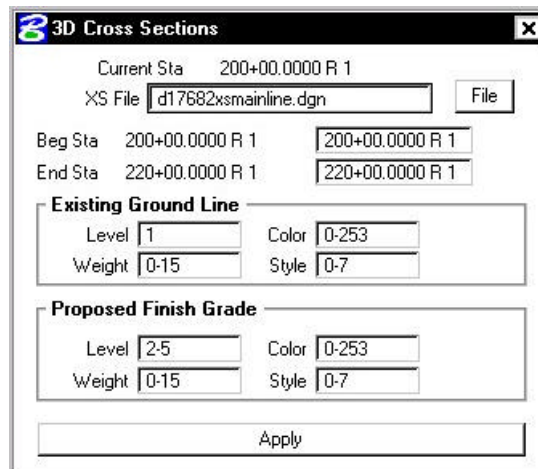 3D Cross Sections
Current Sta 200+00.0000 R 1
XS File d17682xsmainline.dgn File
Beg Sta 200+00.0000 R 1 200+00.0000 R 1
End Sta 220+00.0000 R 1 220+00.0000 R 1
Existing Ground Line
Level 1 Color 0-253
Weight 0-15 Style 0-7
Proposed Finish Grade
Level 2-5 Color 0-253
Weight 0-15 Style 0-7
Apply